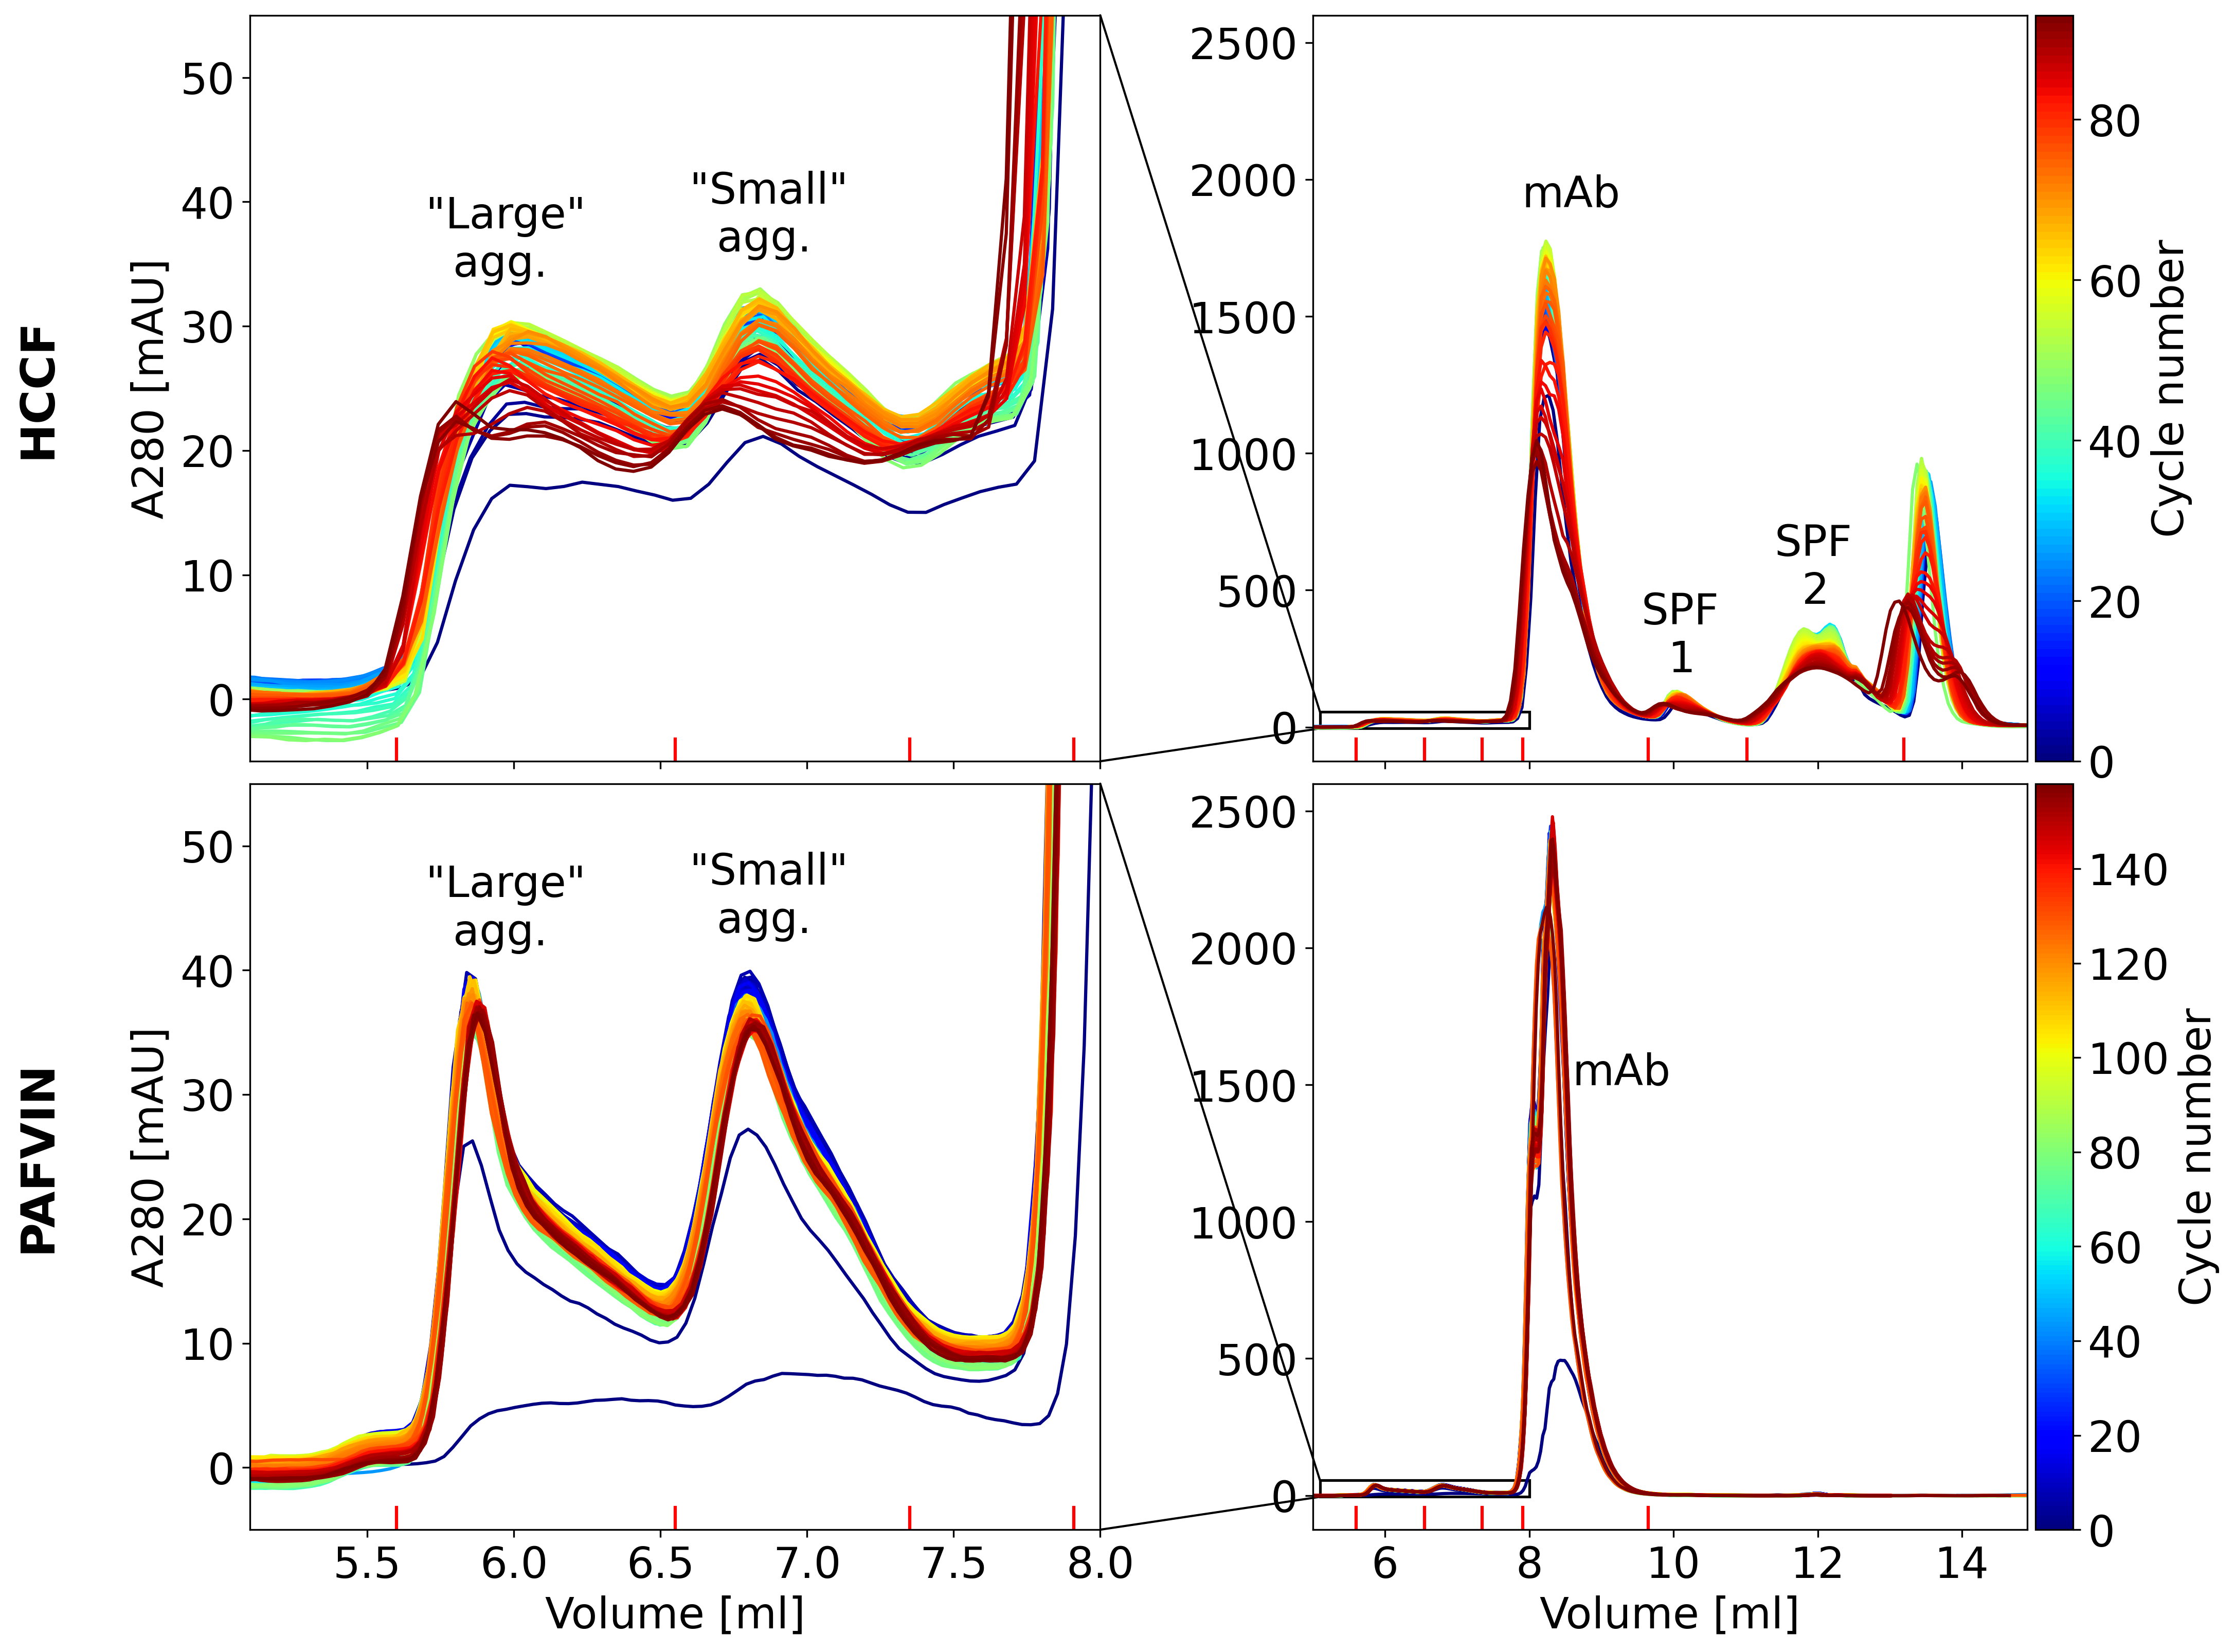 HCCF
A280 [mAU]
50
40
30
20
10
0
"Large"
agg.
"Small"
agg.
2500
2000
1500
1000
500
0
mAb
SPF
1
SPF
2
80
60
40
20
0
Cycle number
PAFVIN
A280 [mAU]
50
40
30
20
10
0
"Large"
agg.
"Small"
agg.
5.5 6.0 6.5 7.0 7.5 8.0
Volume [ml]
2500
2000
1500
1000
500
0
mAb
6 8 10 12 14
Volume [ml]
140
120
100
80
60
40
20
0
Cycle number